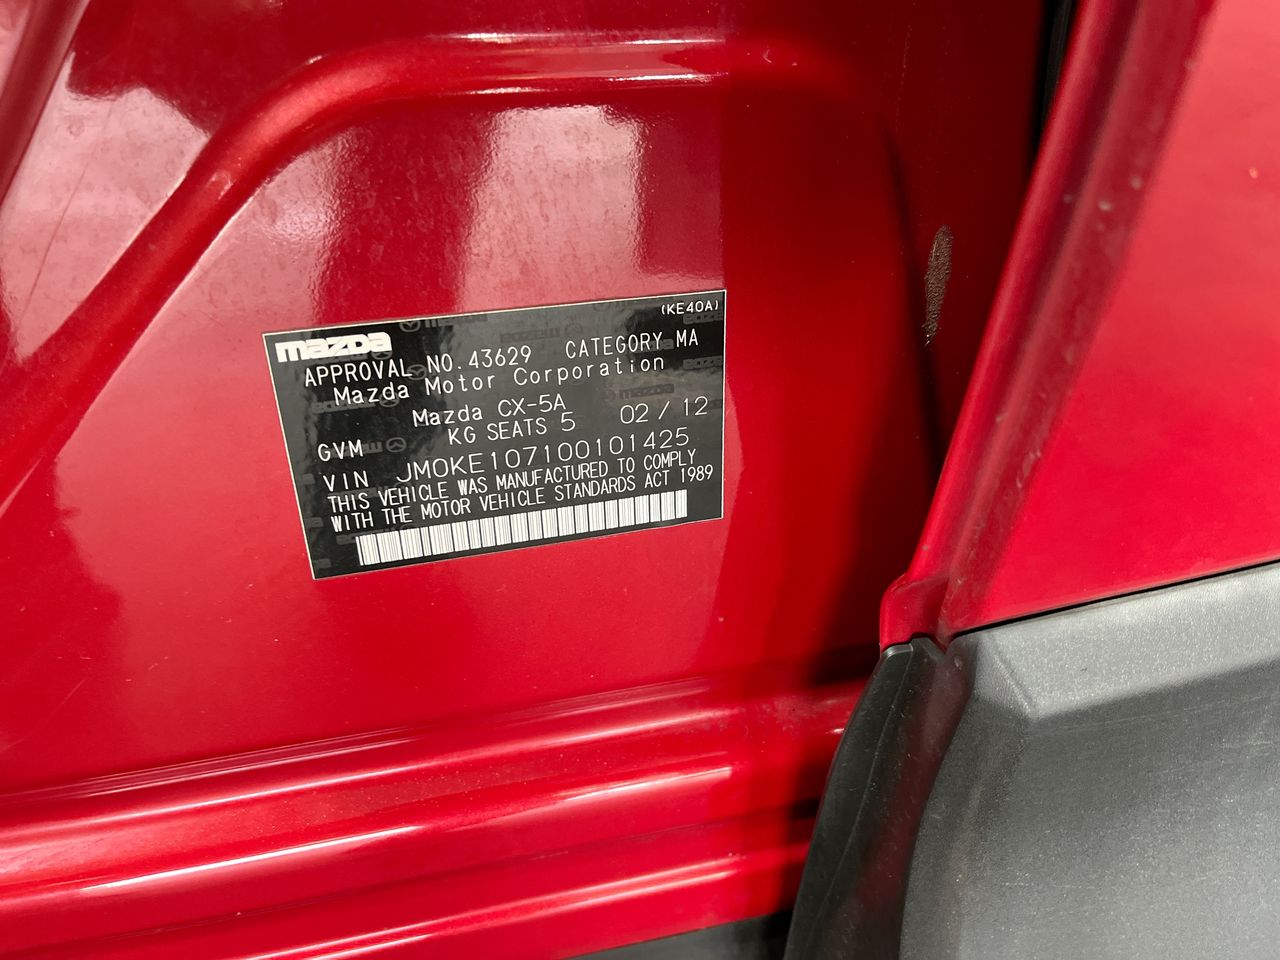 (KE40A)
mazda
APPROVAL NO.43629 CATEGORY MA
Mazda Motor Corporation
Mazda CX-5A 02/12
GVM KG SEATS 5
VIN JM0KE107100101425
THIS VEHICLE WAS MANUFACTURED TO COMPLY
WITH THE MOTOR VEHICLE STANDARDS ACT 1989